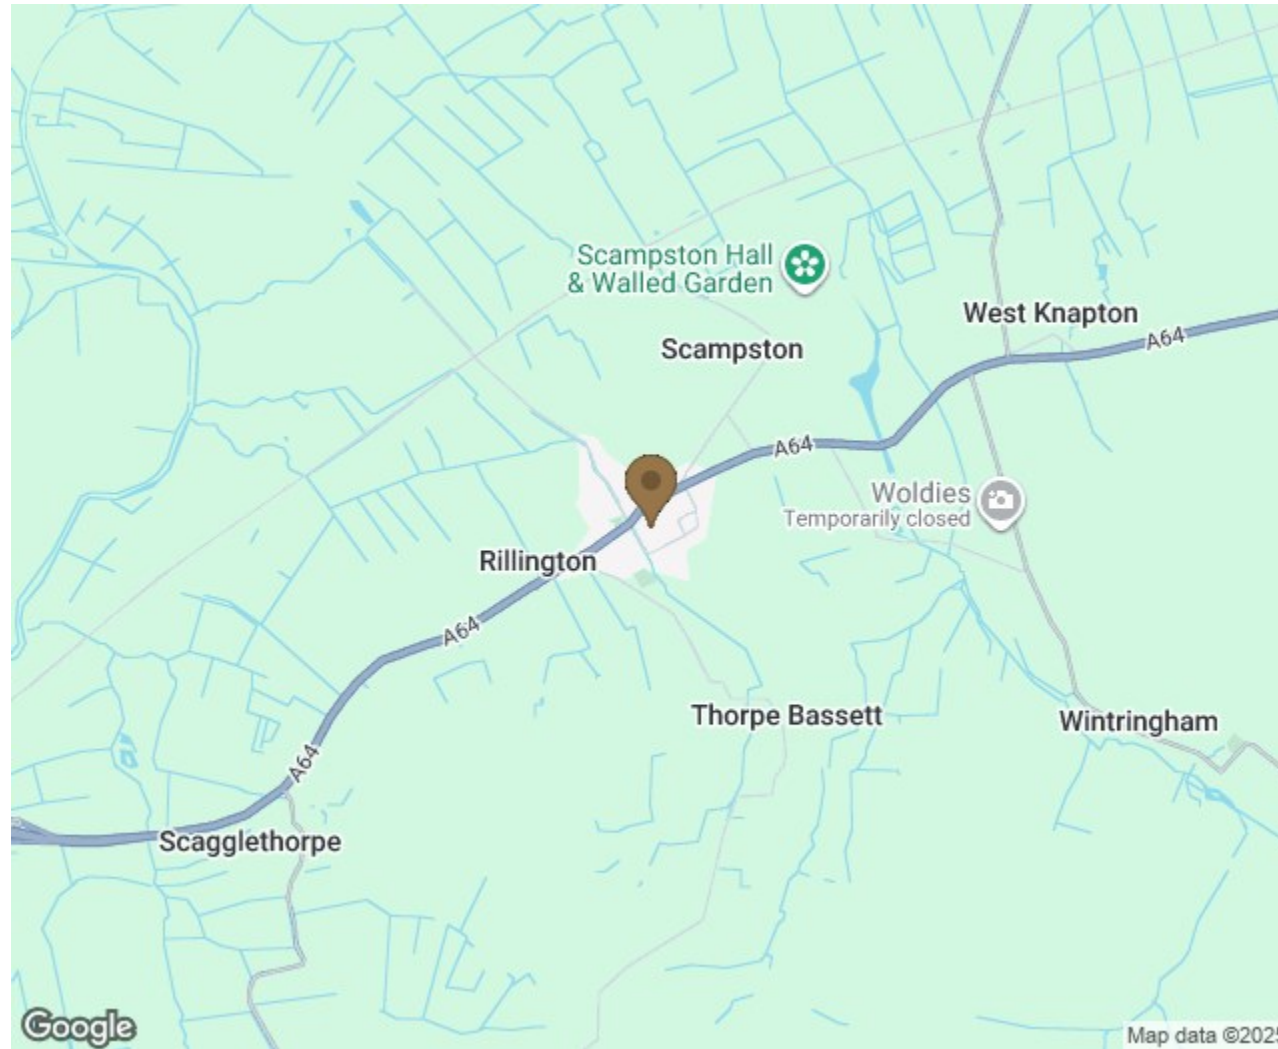 Scampston Hall
& Walled Garden
West Knapton
A64
Scampston
A64
Woldies
Temporarily closed
Rillington
A64
Thorpe Bassett
Wintringham
A64
Scagglethorpe
Google
Map data ©2025